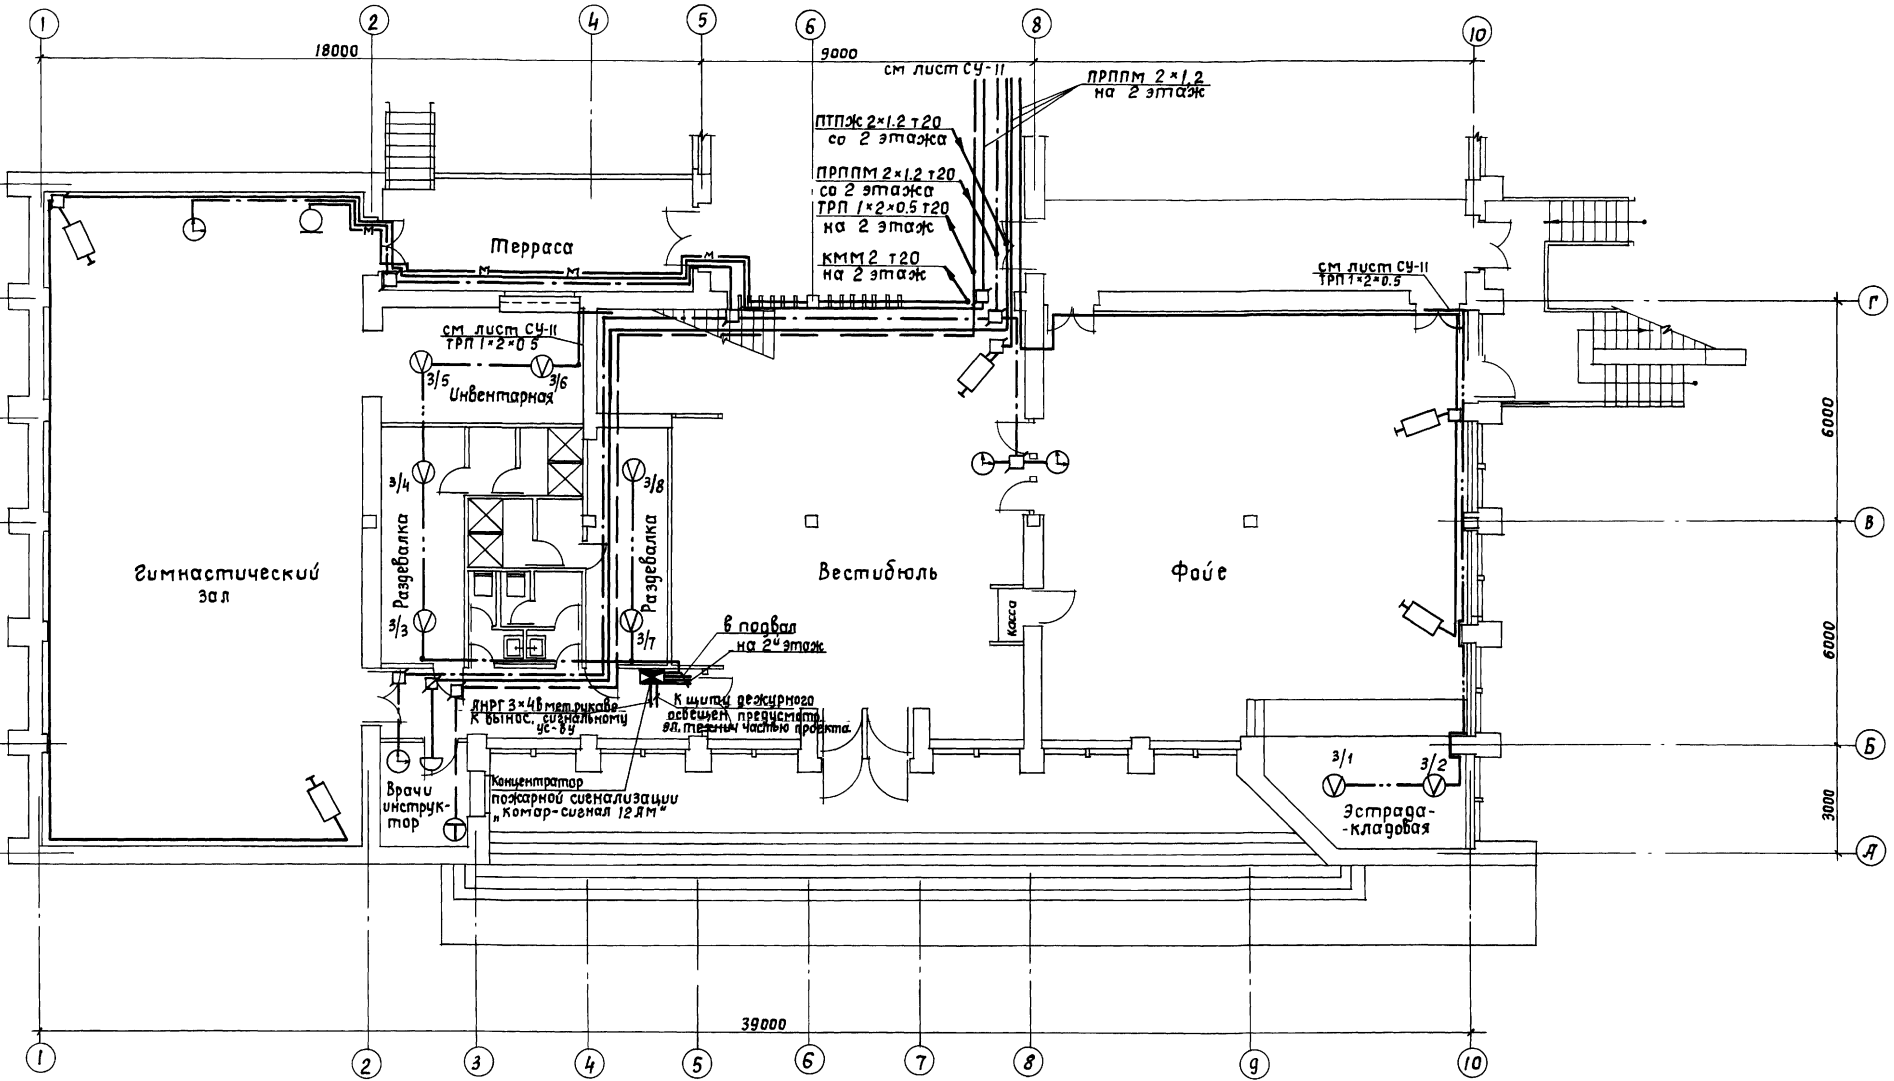 1
2
4
5
6
8
10
18000
9000
см лист СУ-11
ПРППМ 2×1,2
на 2 этаж
ПТПЖ 2×1.2 т20
со 2 этажа
ПРППМ 2×1.2 т20
со 2 этажа
ТРП 1×2×0.5 т20
на 2 этаж
КММ 2 т20
на 2 этаж
Терраса
М
М
М
М
см лист СУ-11
ТРП 1×2×0.5
Г
см лист СУ-11
ТРП 1×2×0 5
3/5
3/6
Инвентарная
6000
3/4
3/8
Раздевалка
Раздевалка
В
Гимнастический
зал
Вестибюль
Фойе
касса
3/3
3/7
в подвал
на 2й этаж
6000
ЯНРГ 3×4 в мет.рукаве
к вынос. сигнальному
ус-ву
К щиту дежурного
освещен предусмотр.
эл. технич частью проекта
Б
3/1
3/2
Врачи
инструк-
тор
Концентратор
пожарной сигнализации
„комар-сигнал 12АМ"
Эстрада-
-кладовая
3000
А
39000
1
2
3
4
5
6
7
8
9
10